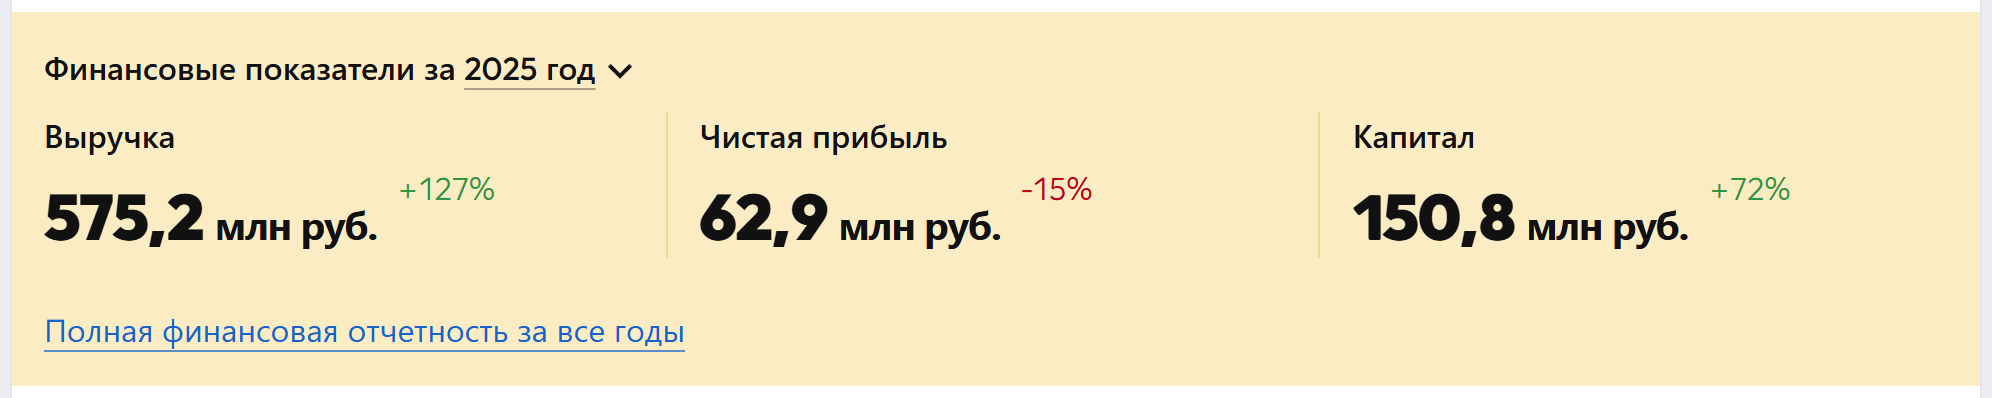 Финансовые показатели за 2025 год
Выручка
575,2 млн руб. +127%
Чистая прибыль
62,9 млн руб. -15%
Капитал
150,8 млн руб. +72%
Полная финансовая отчетность за все годы